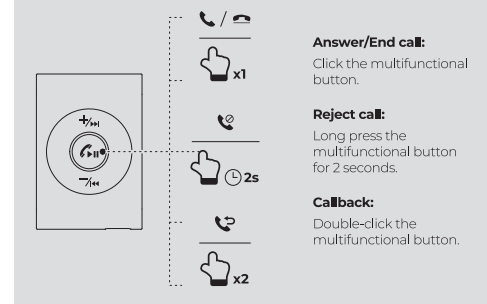 x1
2s
x2
Answer/End call:
Click the multifunctional
button.
Reject call:
Long press the
multifunctional button
for 2 seconds.
Callback:
Double-click the
multifunctional button.